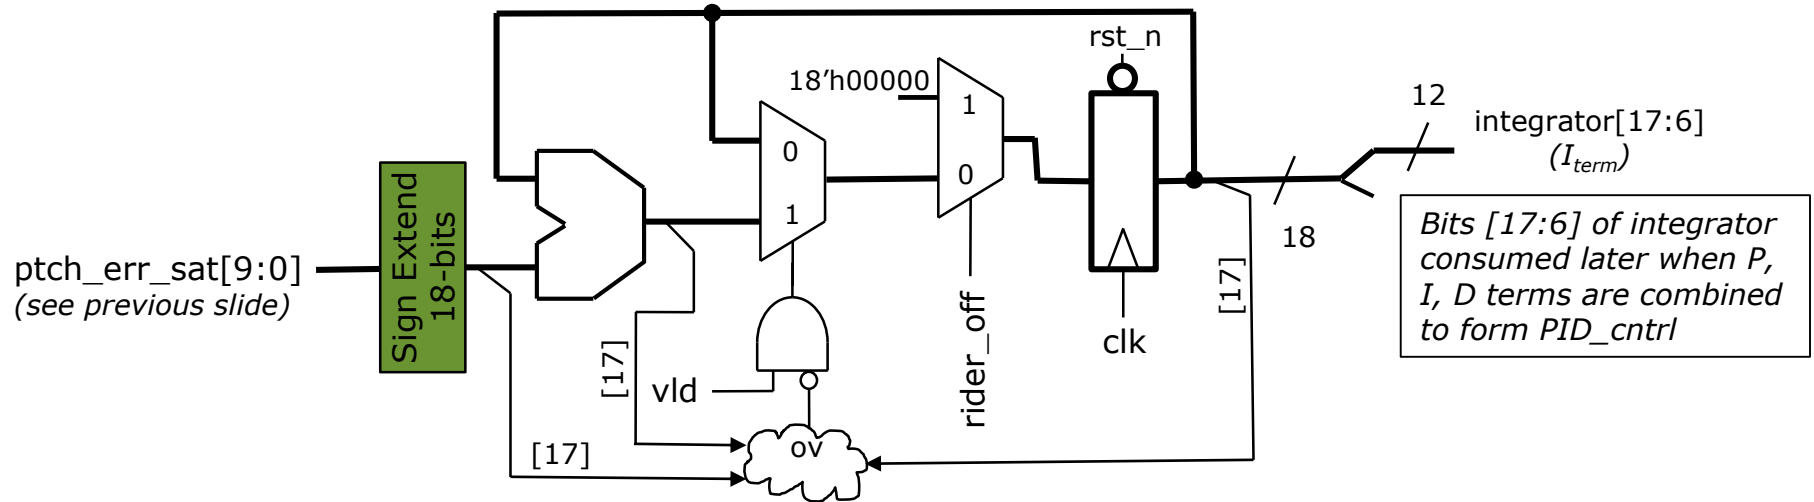 rst_n
18'h00000
1
0
0
1
12
integrator[17:6]
(Iterm)
18
ptch_err_sat[9:0]
(see previous slide)
Sign Extend
18-bits
[17]
[17]
[17]
vld
ov
rider_off
clk
Bits [17:6] of integrator
consumed later when P,
I, D terms are combined
to form PID_cntrl